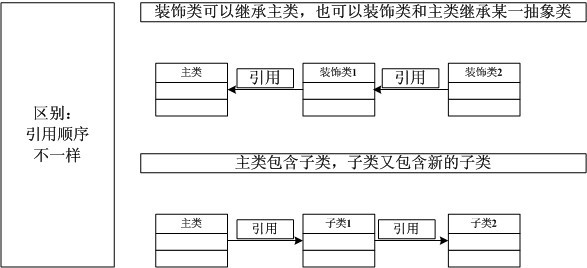 区别：
引用顺序
不一样
装饰类可以继承主类，也可以装饰类和主类继承某一抽象类
主类
引用
装饰类1
引用
装饰类2
主类包含子类，子类又包含新的子类
主类
引用
子类1
引用
子类2